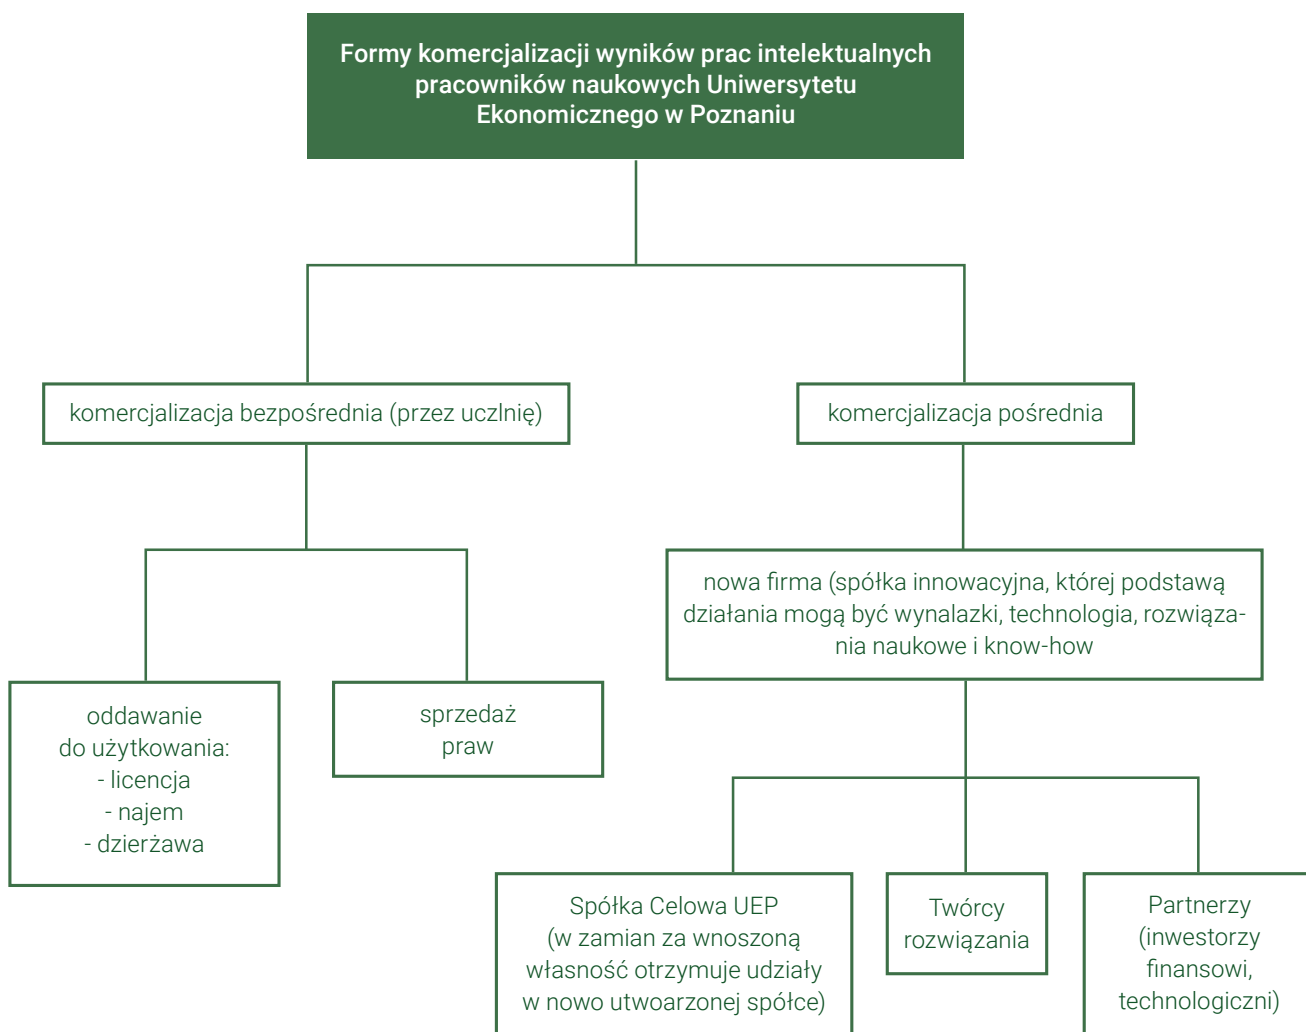 Formy komercjalizacji wyników prac intelektualnych
pracowników naukowych Uniwersytetu
Ekonomicznego w Poznaniu
komercjalizacja bezpośrednia (przez uczlnię)
komercjalizacja pośrednia
nowa firma (spółka innowacyjna, której podstawą
działania mogą być wynalazki, technologia, rozwiąza-
nia naukowe i know-how
oddawanie
do użytkowania:
- licencja
- najem
- dzierżawa
sprzedaż
praw
Spółka Celowa UEP
(w zamian za wnoszoną
własność otrzymuje udziały
w nowo utwoarzonej spółce)
Twórcy
rozwiązania
Partnerzy
(inwestorzy
finansowi,
technologiczni)